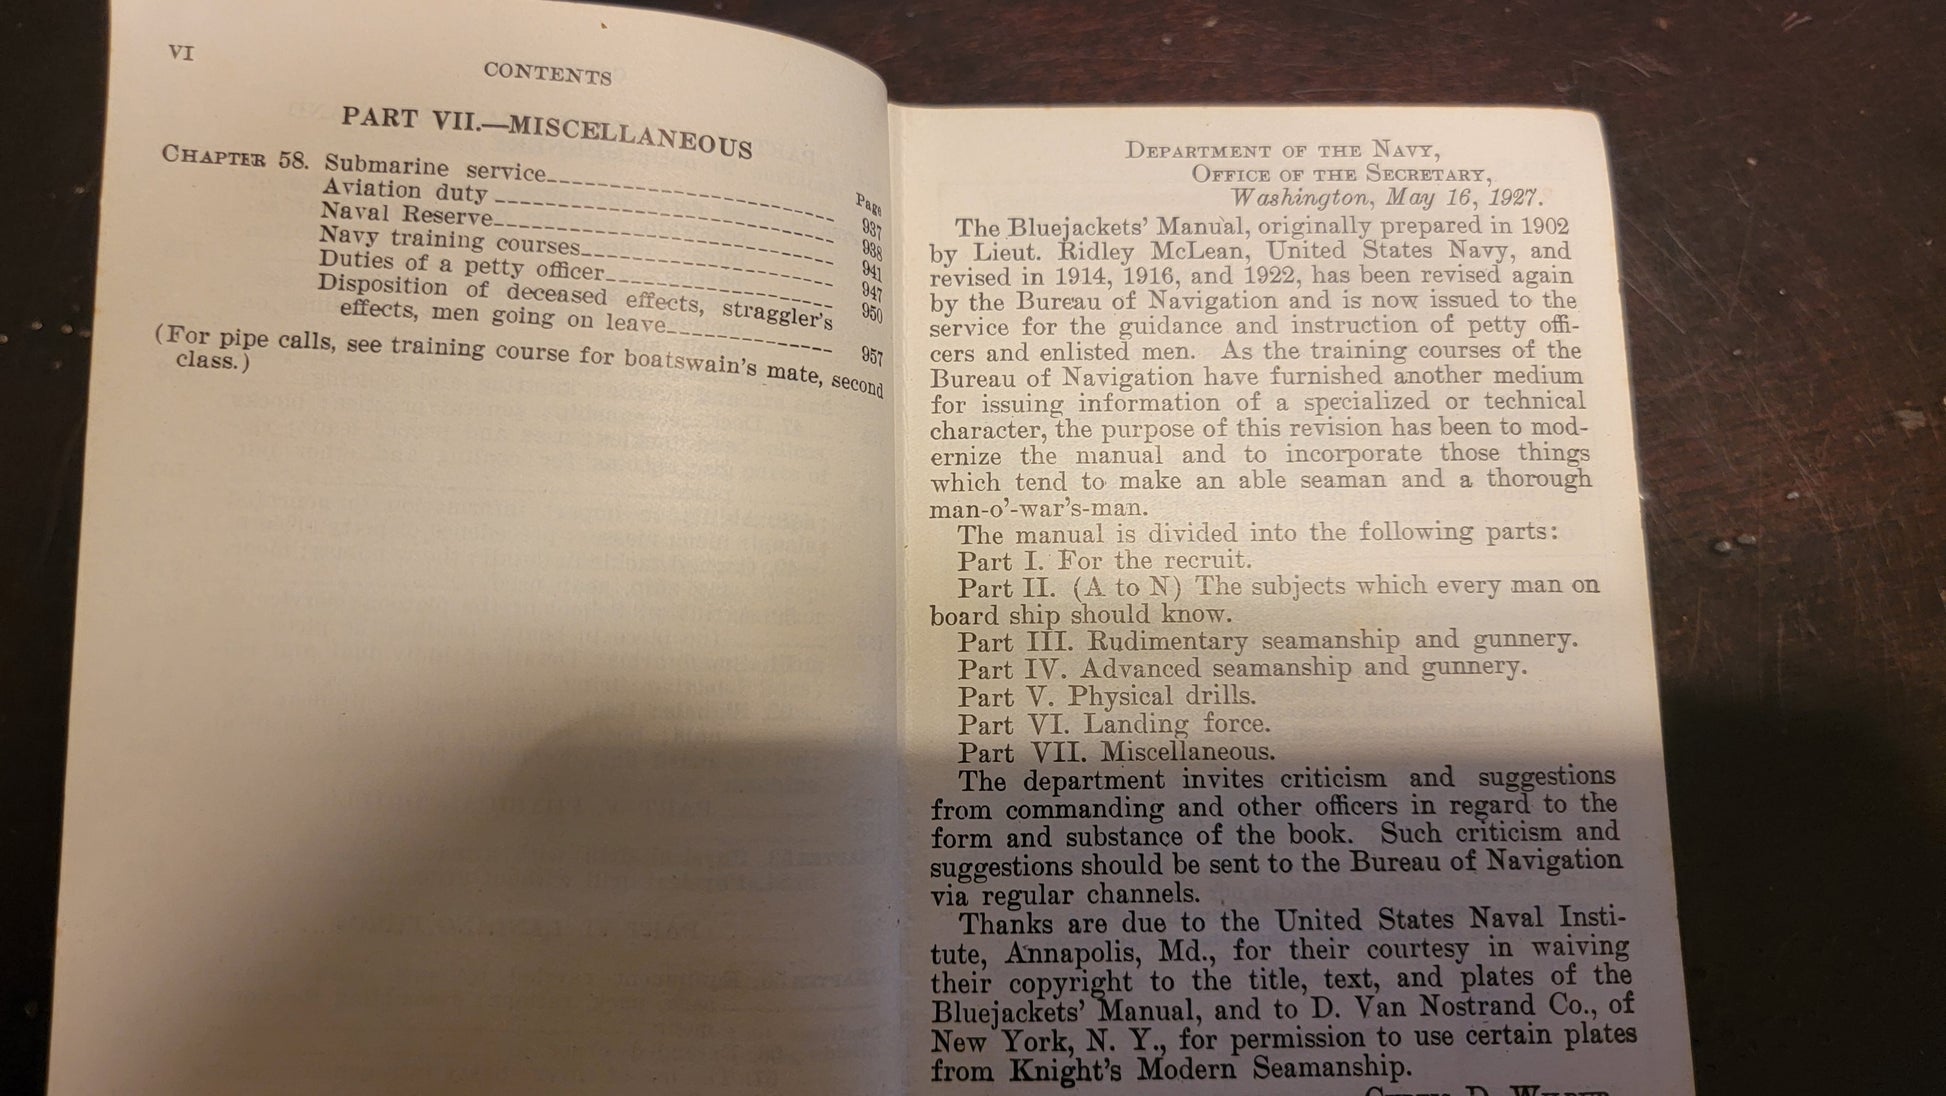 VI
CONTENTS
PART VII.—MISCELLANEOUS
Page
CHAPTER 58. Submarine service 937
Aviation duty 938
Naval Reserve 941
Navy training courses 947
Duties of a petty officer 950
Disposition of deceased effects, straggler's
effects, men going on leave 957
(For pipe calls, see training course for boatswain's mate, second
class.)
DEPARTMENT OF THE NAVY,
OFFICE OF THE SECRETARY,
Washington, May 16, 1927.
The Bluejackets' Manual, originally prepared in 1902
by Lieut. Ridley McLean, United States Navy, and
revised in 1914, 1916, and 1922, has been revised again
by the Bureau of Navigation and is now issued to the
service for the guidance and instruction of petty offi-
cers and enlisted men. As the training courses of the
Bureau of Navigation have furnished another medium
for issuing information of a specialized or technical
character, the purpose of this revision has been to mod-
ernize the manual and to incorporate those things
which tend to make an able seaman and a thorough
man-o'-war's-man.
The manual is divided into the following parts:
Part I. For the recruit.
Part II. (A to N) The subjects which every man on
board ship should know.
Part III. Rudimentary seamanship and gunnery.
Part IV. Advanced seamanship and gunnery.
Part V. Physical drills.
Part VI. Landing force.
Part VII. Miscellaneous.
The department invites criticism and suggestions
from commanding and other officers in regard to the
form and substance of the book. Such criticism and
suggestions should be sent to the Bureau of Navigation
via regular channels.
Thanks are due to the United States Naval Insti-
tute, Annapolis, Md., for their courtesy in waiving
their copyright to the title, text, and plates of the
Bluejackets' Manual, and to D. Van Nostrand Co., of
New York, N. Y., for permission to use certain plates
from Knight's Modern Seamanship.